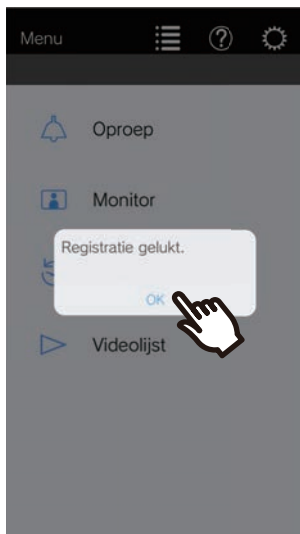 Menu
Oproep
Monitor
Registratie gelukt.
OK
Videolijst